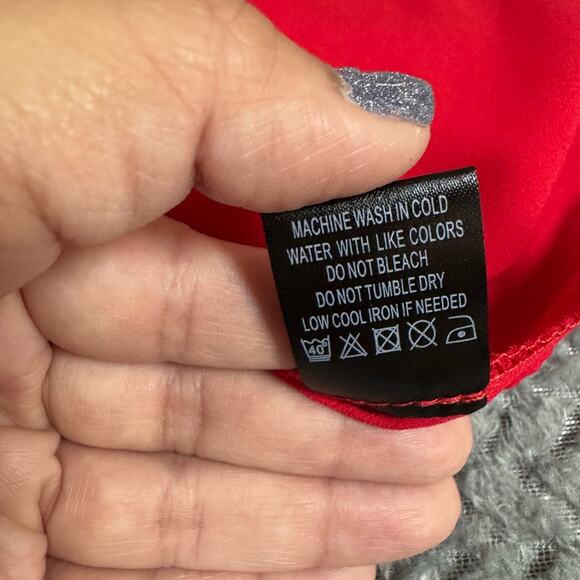 MACHINE WASH IN COLD
WATER WITH LIKE COLORS
DO NOT BLEACH
DO NOT TUMBLE DRY
LOW COOL IRON IF NEEDED
40